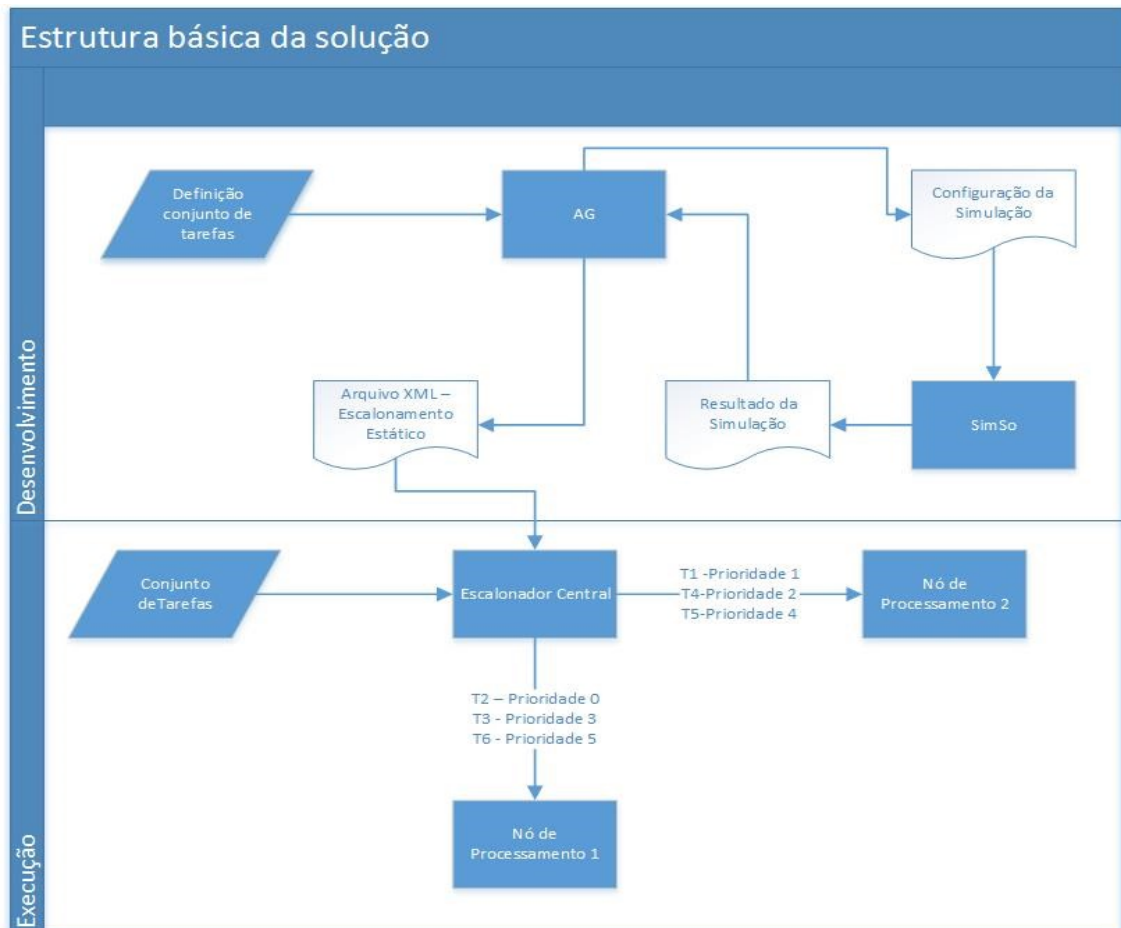 Estrutura básica da solução
Desenvolvimento
Definição
conjunto de
tarefas
AG
Configuração da
Simulação
Arquivo XML –
Escalonamento
Estático
Resultado da
Simulação
SimSo
Execução
Conjunto
deTarefas
Escalonador Central
T1 -Prioridade 1
T4-Prioridade 2
T5-Prioridade 4
Nó de
Processamento 2
T2 – Prioridade 0
T3 - Prioridade 3
T6 - Prioridade 5
Nó de
Processamento 1